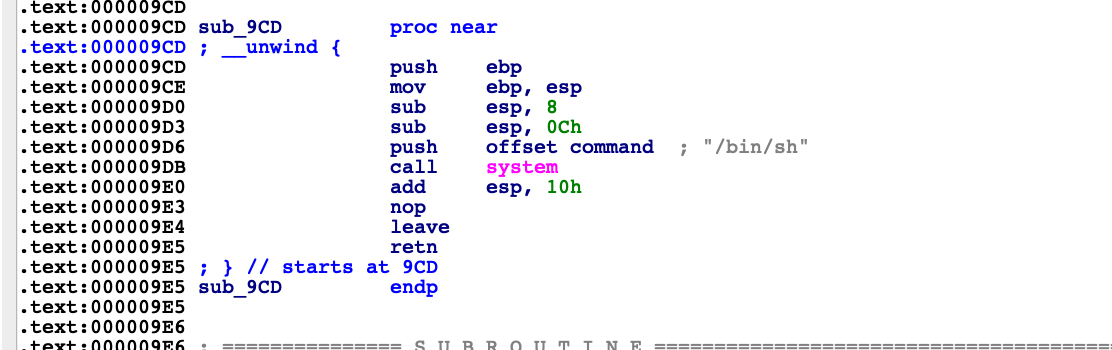 .text:000009CD
.text:000009CD sub_9CD proc near
.text:000009CD ; __unwind {
.text:000009CD push ebp
.text:000009CE mov ebp, esp
.text:000009D0 sub esp, 8
.text:000009D3 sub esp, 0Ch
.text:000009D6 push offset command ; "/bin/sh"
.text:000009DB call system
.text:000009E0 add esp, 10h
.text:000009E3 nop
.text:000009E4 leave
.text:000009E5 retn
.text:000009E5 ; } // starts at 9CD
.text:000009E5 sub_9CD endp
.text:000009E5
.text:000009E6
.text:000009E6 ; =============== S U B R O U T I N E =======================================